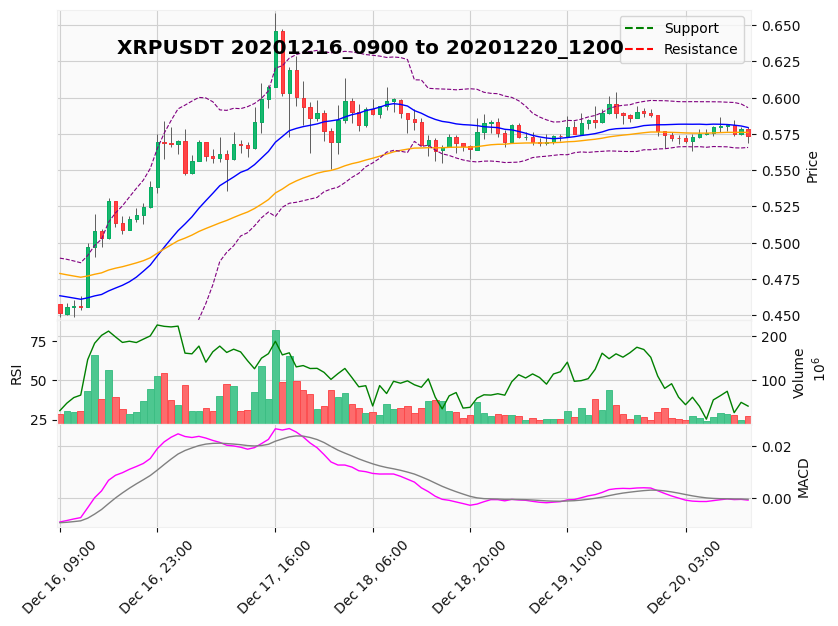 XRPUSDT 20201216_0900 to 20201220_1200
Support
Resistance
0.650
0.625
0.600
0.575
0.550
0.525
0.500
0.475
0.450
Price
75
50
25
RSI
200
100
Volume
10^6
0.02
0.00
MACD
Dec 16, 09:00
Dec 16, 23:00
Dec 17, 16:00
Dec 18, 06:00
Dec 18, 20:00
Dec 19, 10:00
Dec 20, 03:00